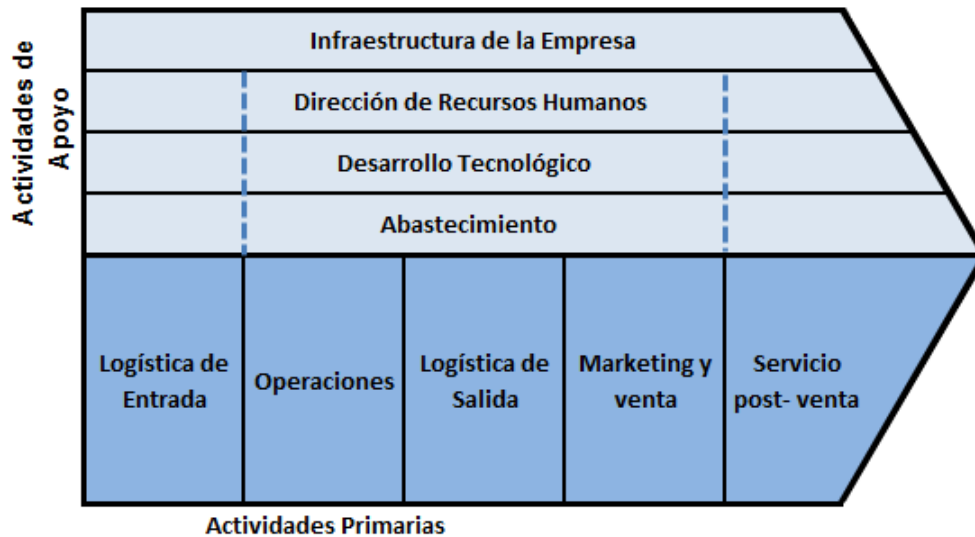 Actividades de
Apoyo
Infraestructura de la Empresa
Dirección de Recursos Humanos
Desarrollo Tecnológico
Abastecimiento
Logística de
Entrada
Operaciones
Logística de
Salida
Marketing y
venta
Servicio
post- venta
Actividades Primarias